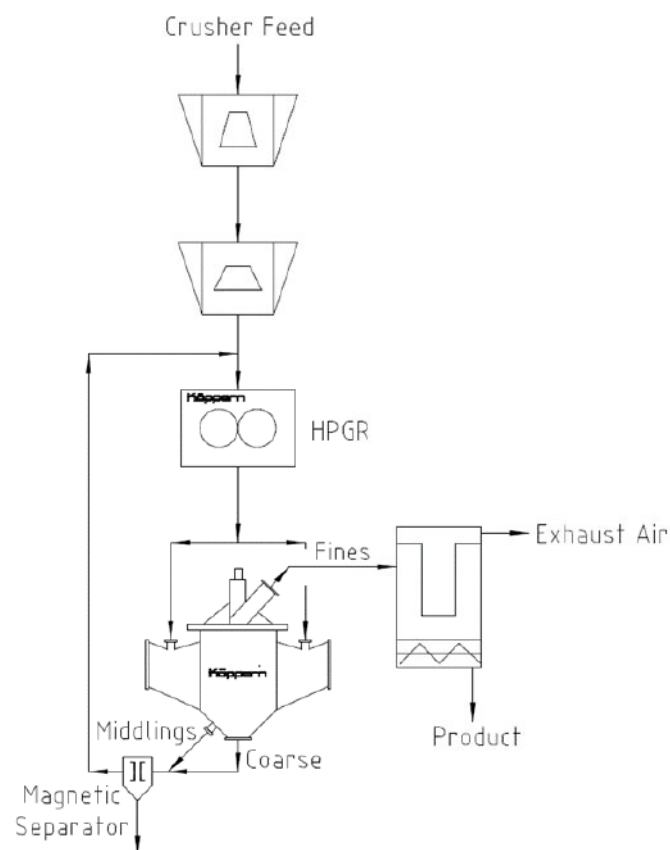 Crusher Feed
Köppern
HPGR
Fines
Exhaust Air
Köppern
Middlings
Coarse
Product
Magnetic
Separator